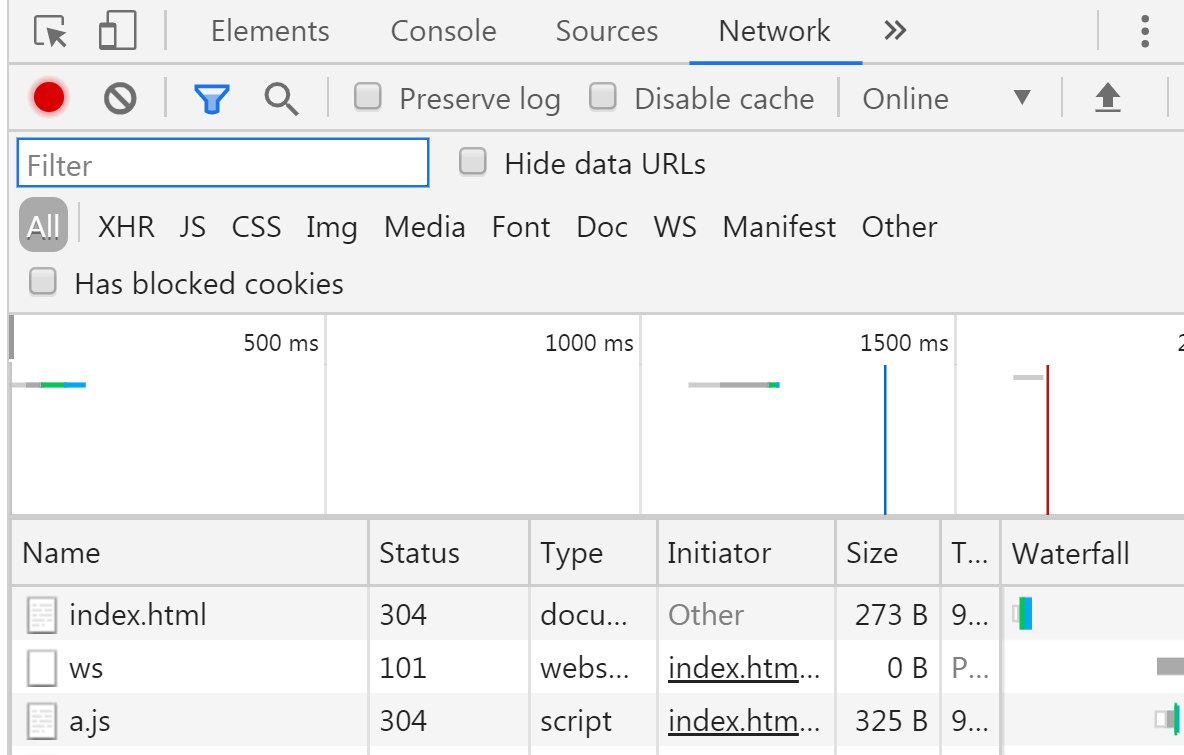 Elements Console Sources Network
Preserve log Disable cache Online
Filter Hide data URLs
All XHR JS CSS Img Media Font Doc WS Manifest Other
Has blocked cookies
500 ms 1000 ms 1500 ms 2
Name Status Type Initiator Size T... Waterfall
index.html 304 docu... Other 273 B 9...
ws 101 webs... index.htm... 0 B P...
a.js 304 script index.htm... 325 B 9...